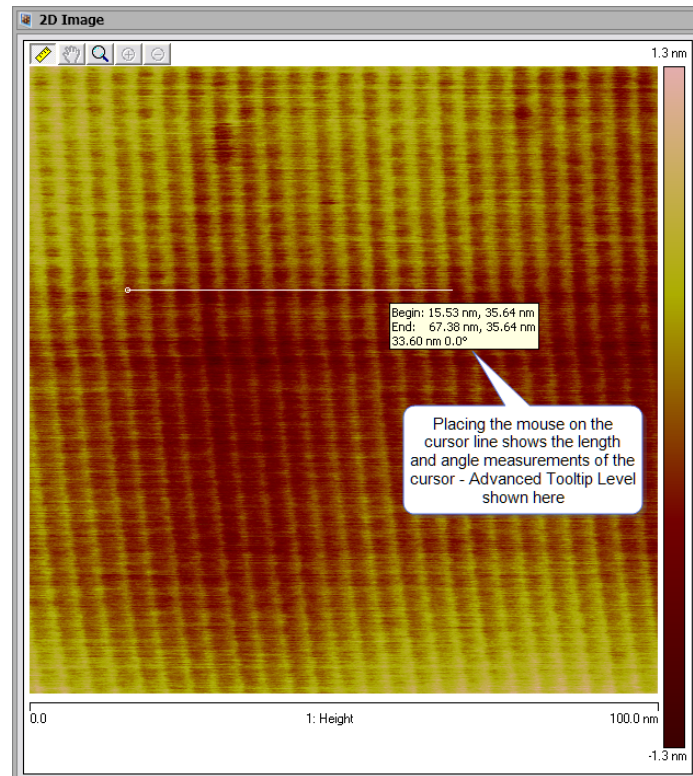 2D Image
1.3 nm
Begin: 15.53 nm, 35.64 nm
End: 67.38 nm, 35.64 nm
33.60 nm 0.0°
Placing the mouse on the
cursor line shows the length
and angle measurements of the
cursor - Advanced Tooltip Level
shown here
0.0 1: Height 100.0 nm
-1.3 nm